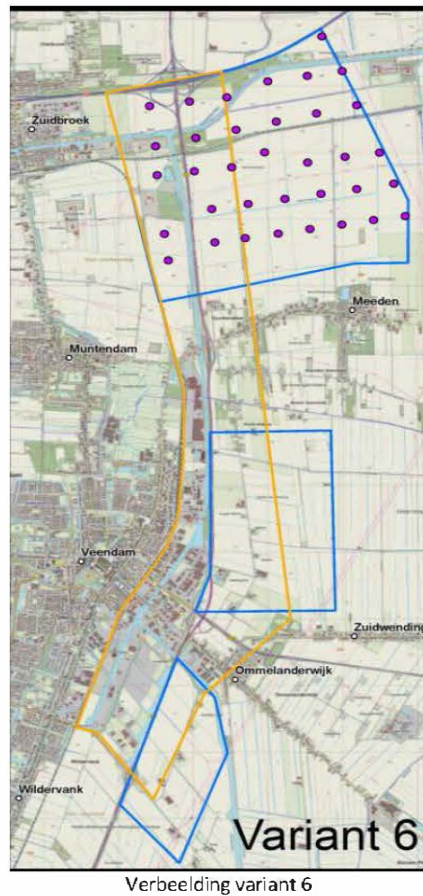 Zuidbroek
Meeden
Muntendam
Veendam
Zuidwending
Ommelanderwijk
Wildervank
Variant 6
Verbeelding variant 6